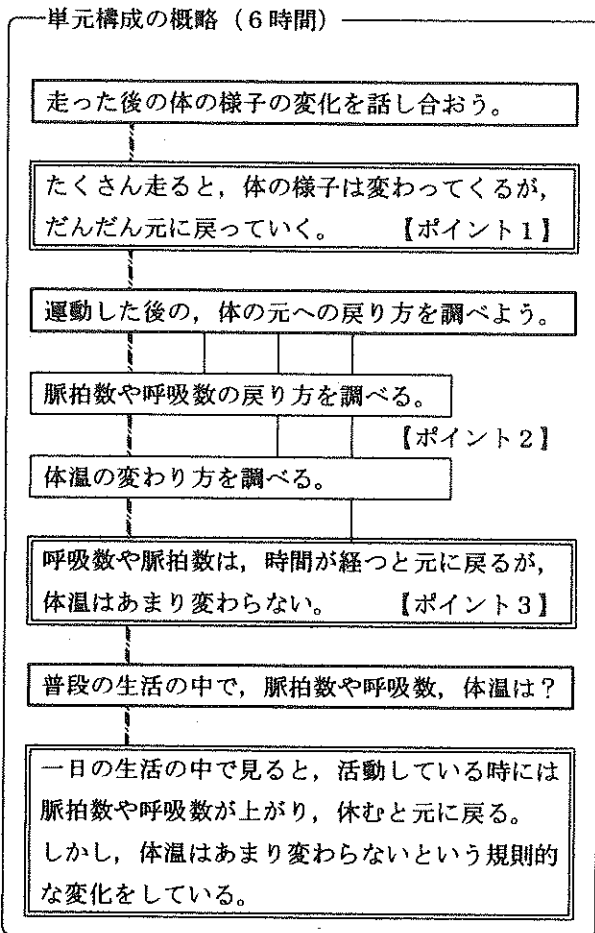 単元構成の概略（6時間）
走った後の体の様子の変化を話し合おう。
たくさん走ると，体の様子は変わってくるが，
だんだん元に戻っていく。　【ポイント1】
運動した後の，体の元への戻り方を調べよう。
脈拍数や呼吸数の戻り方を調べる。
【ポイント2】
体温の変わり方を調べる。
呼吸数や脈拍数は，時間が経つと元に戻るが，
体温はあまり変わらない。　【ポイント3】
普段の生活の中で，脈拍数や呼吸数，体温は？
一日の生活の中で見ると，活動している時には
脈拍数や呼吸数が上がり，休むと元に戻る。
しかし，体温はあまり変わらないという規則的
な変化をしている。